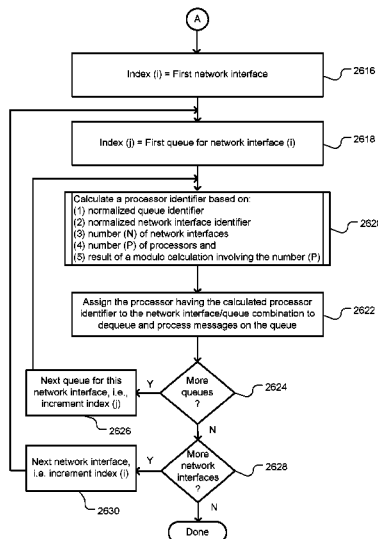 A
Index (i) = First network interface
2616
Index (j) = First queue for network interface (i)
2618
Calculate a processor identifier based on:
(1) normalized queue identifier
(2) normalized network interface identifier
(3) number (N) of network interfaces
(4) number (P) of processors and
(5) result of a modulo calculation involving the number (P)
2620
Assign the processor having the calculated processor
identifier to the network interface/queue combination to
dequeue and process messages on the queue
2622
Next queue for this
network interface, i.e.,
increment index (j)
2626
Y
More
queues
?
2624
N
Next network interface,
i.e. increment index (i)
2630
Y
More
network
interfaces
?
2628
N
Done